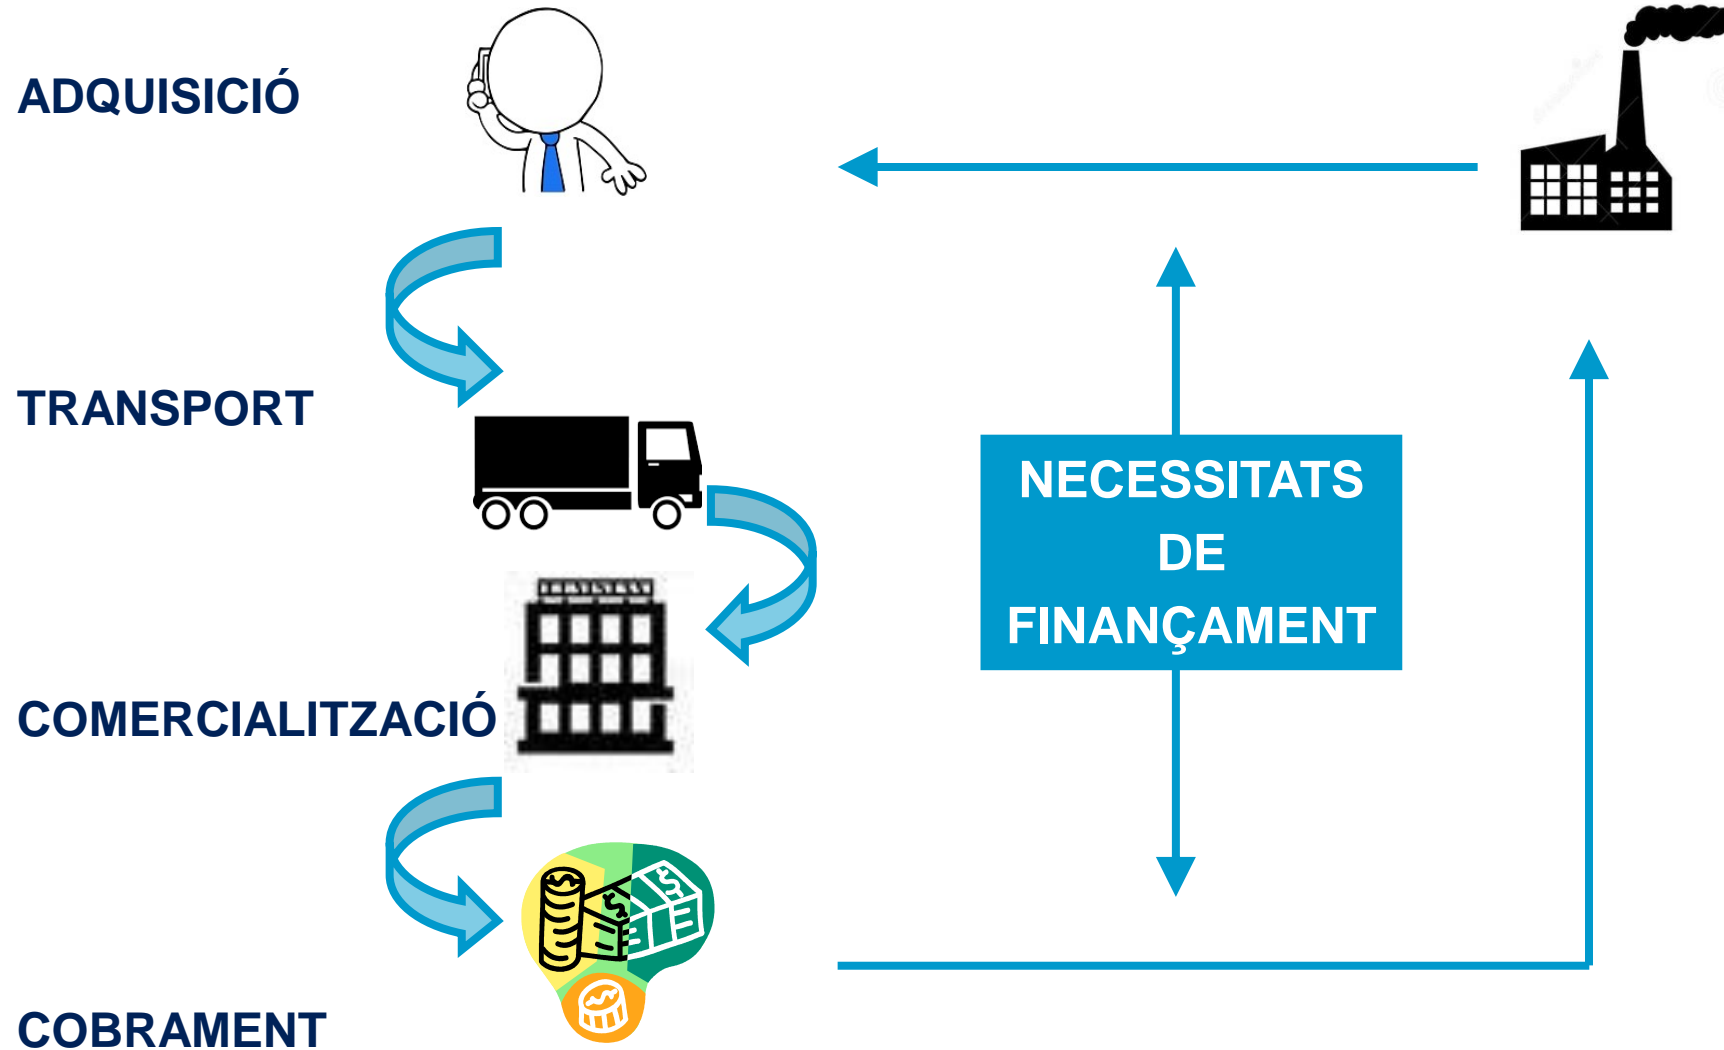 ADQUISICIÓ
TRANSPORT
NECESSITATS
DE
FINANÇAMENT
COMERCIALITZACIÓ
COBRAMENT